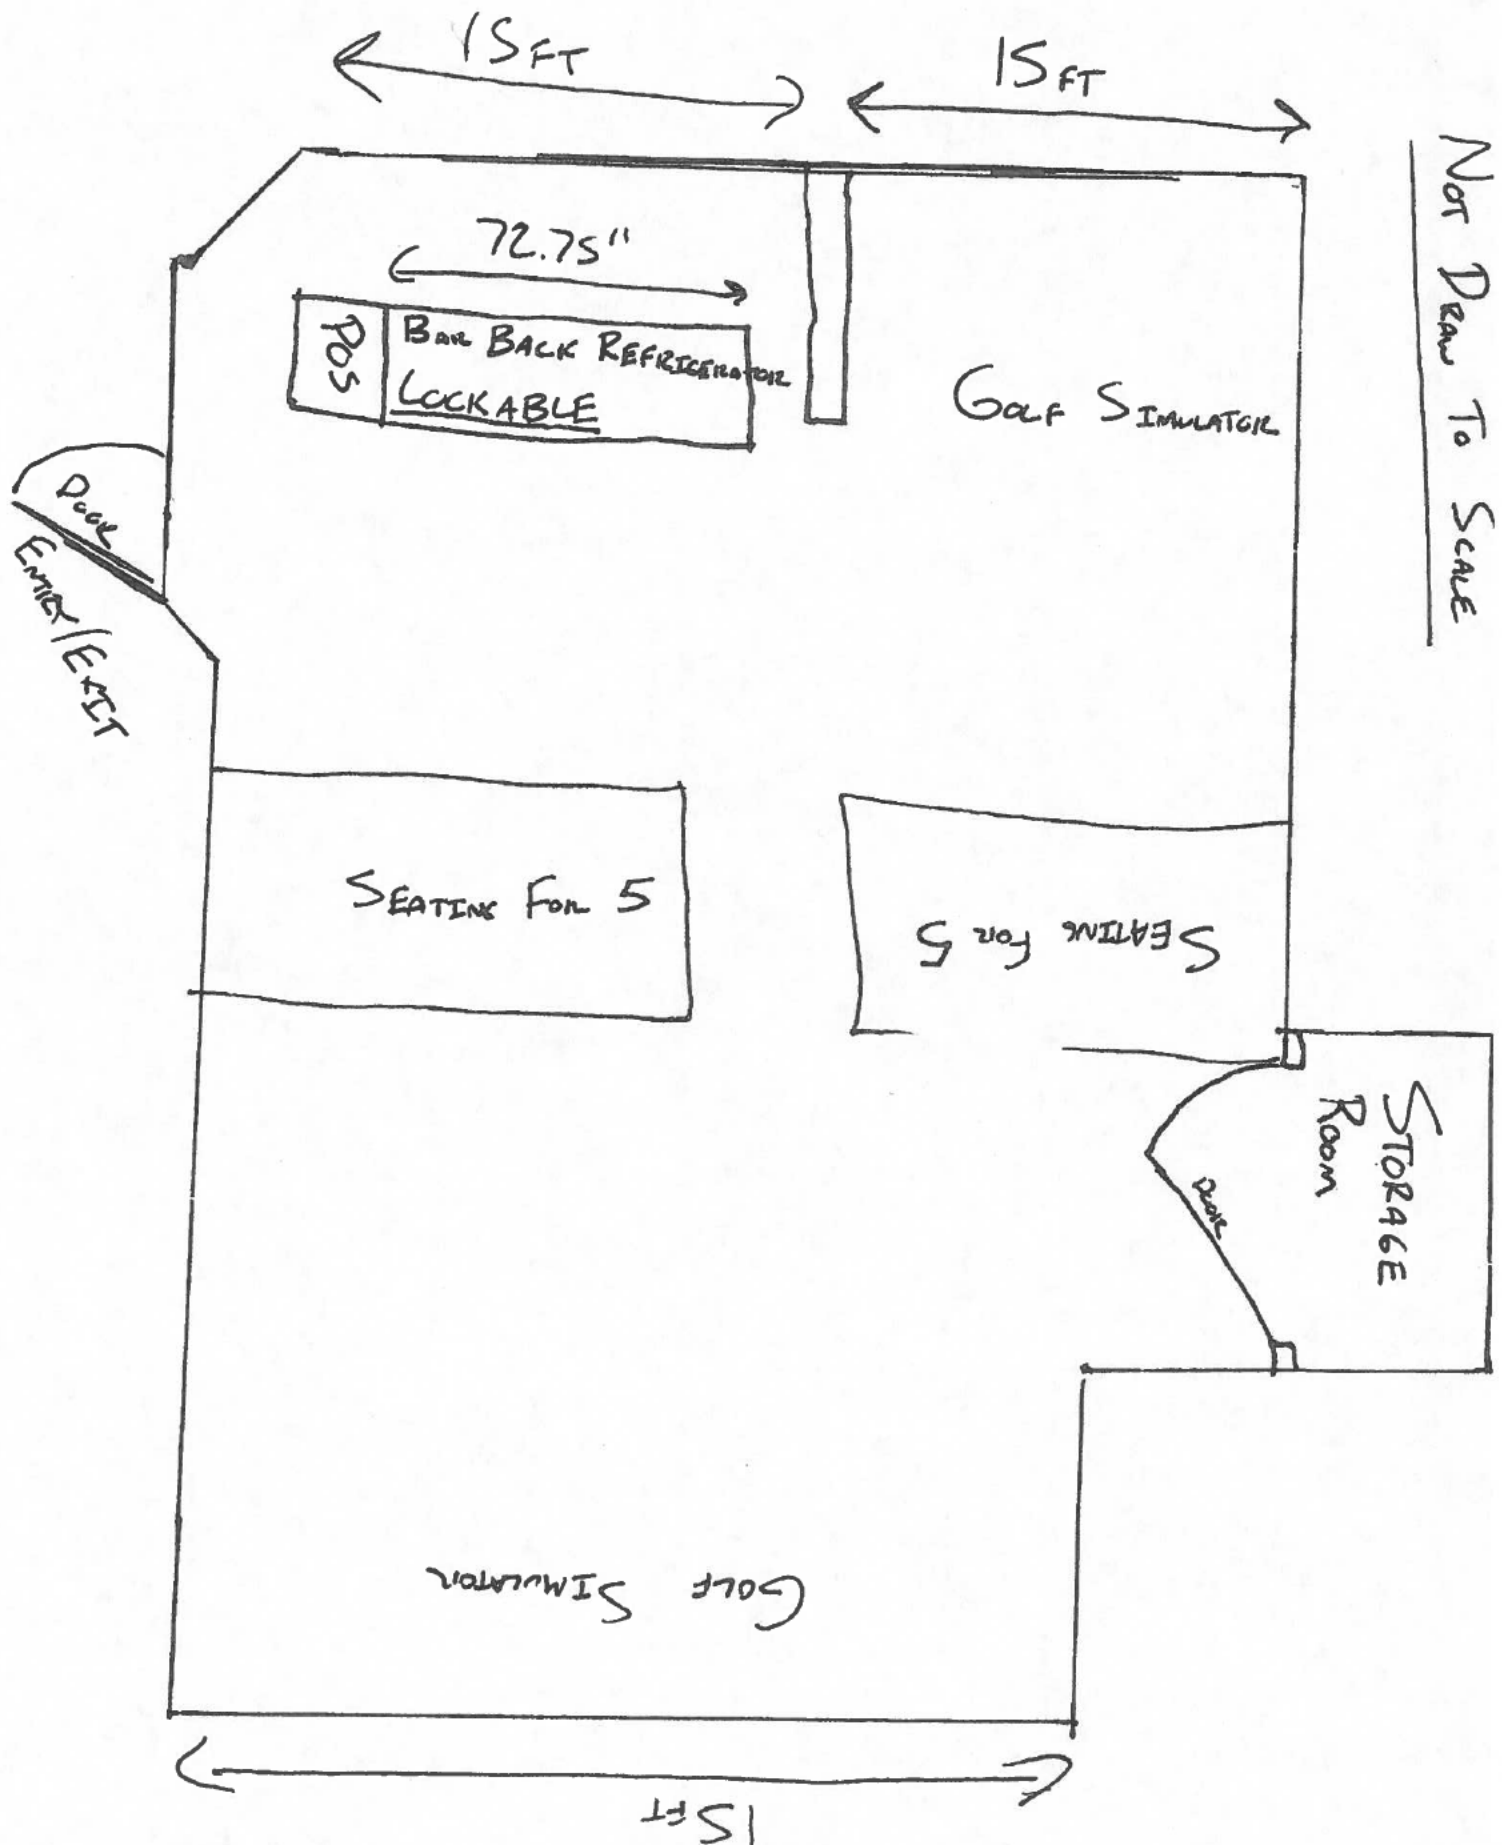 15 FT
15 FT
NOT DRAW TO SCALE
72.75"
POS
BAR BACK REFRIGERATOR
LOCKABLE
GOLF SIMULATOR
DOOR
ENTRY/EXIT
SEATING FOR 5
SEATING FOR 5
STORAGE
ROOM
DOOR
GOLF SIMULATOR
15 FT